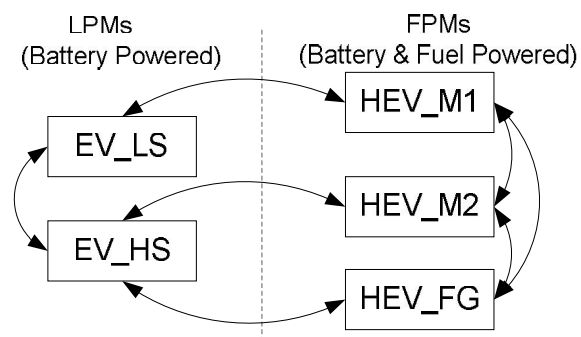 LPMs
(Battery Powered)
FPMs
(Battery & Fuel Powered)
EV_LS
EV_HS
HEV_M1
HEV_M2
HEV_FG